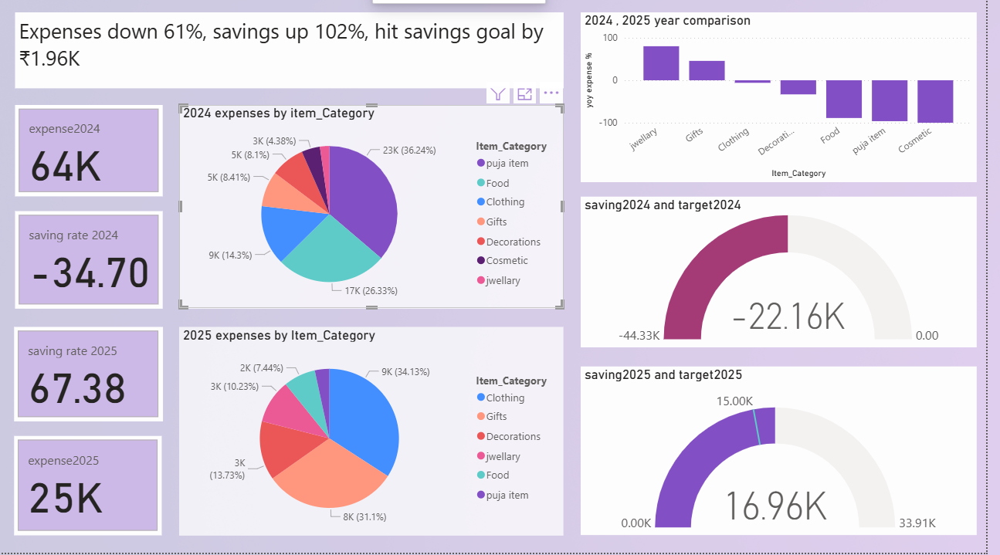 Expenses down 61%, savings up 102%, hit savings goal by
₹1.96K
expense2024
64K
saving rate 2024
-34.70
saving rate 2025
67.38
expense2025
25K
2024 expenses by item_Category
3K (4.38%)
5K (8.1%)
5K (8.41%)
9K (14.3%)
23K (36.24%)
17K (26.33%)
Item_Category
puja item
Food
Clothing
Gifts
Decorations
Cosmetic
jwellary
2025 expenses by Item_Category
2K (7.44%)
3K (10.23%)
3K
(13.73%)
9K (34.13%)
8K (31.1%)
Item_Category
Clothing
Gifts
Decorations
jwellary
Food
puja item
2024 , 2025 year comparison
yoy expense %
100
0
-100
jwellary
Gifts
Clothing
Decorati...
Food
puja item
Cosmetic
Item_Category
saving2024 and target2024
-22.16K
-44.33K
0.00
saving2025 and target2025
15.00K
16.96K
0.00K
33.91K